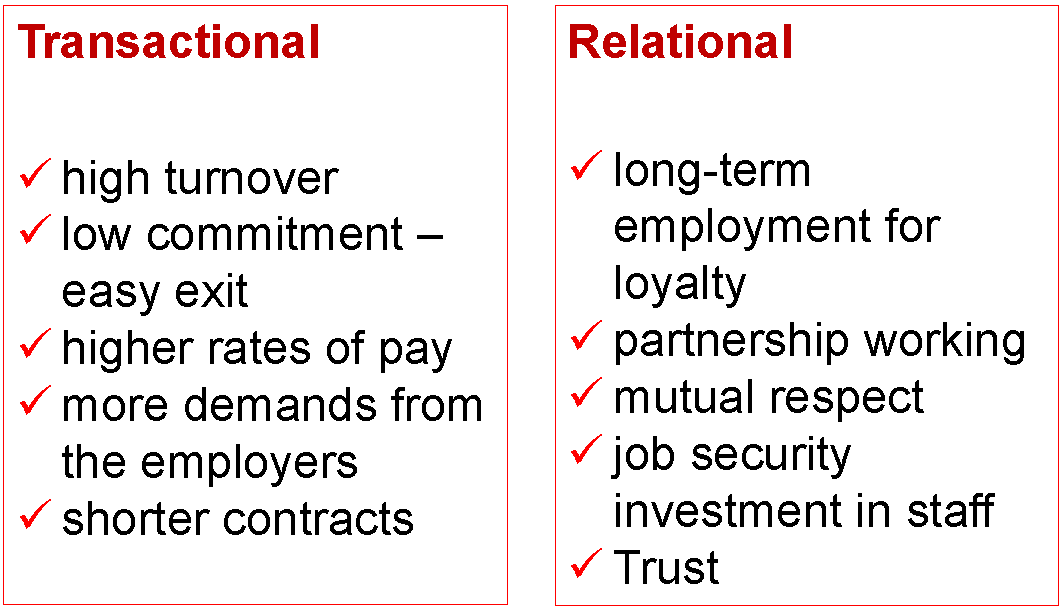 Transactional
✓ high turnover
✓ low commitment –
easy exit
✓ higher rates of pay
✓ more demands from
the employers
✓ shorter contracts
Relational
✓ long-term
employment for
loyalty
✓ partnership working
✓ mutual respect
✓ job security
investment in staff
✓ Trust